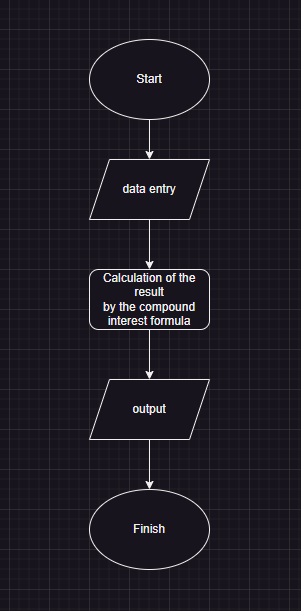 Start
data entry
Calculation of the
result
by the compound
interest formula
output
Finish